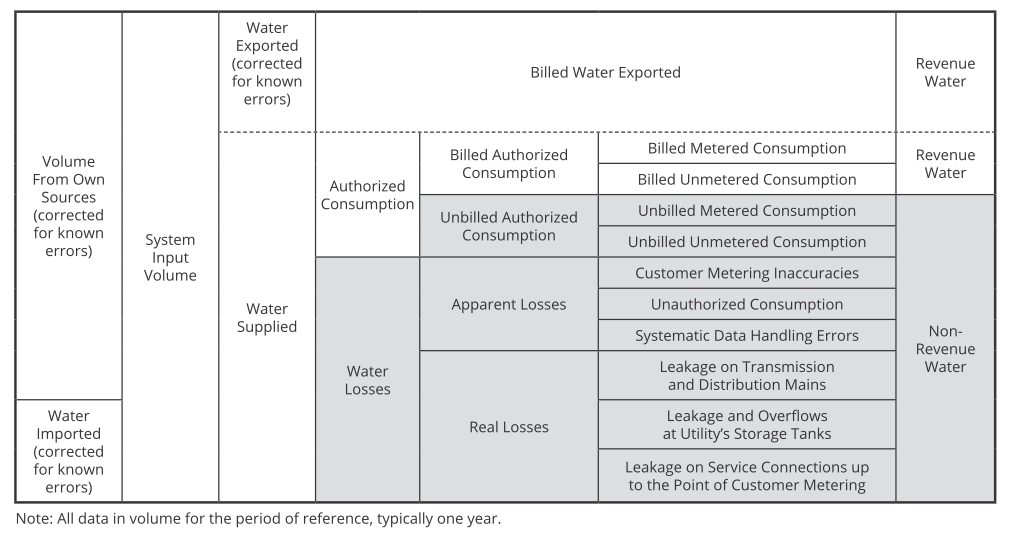 Volume
From Own
Sources
(corrected
for known
errors)
Water
Imported
(corrected
for known
errors)
System
Input
Volume
Water
Exported
(corrected
for known
errors)
Water
Supplied
Billed Water Exported
Revenue
Water
Authorized
Consumption
Billed Authorized
Consumption
Billed Metered Consumption
Billed Unmetered Consumption
Revenue
Water
Unbilled Authorized
Consumption
Unbilled Metered Consumption
Unbilled Unmetered Consumption
Water
Losses
Apparent Losses
Customer Metering Inaccuracies
Unauthorized Consumption
Systematic Data Handling Errors
Real Losses
Leakage on Transmission
and Distribution Mains
Leakage and Overflows
at Utility’s Storage Tanks
Leakage on Service Connections up
to the Point of Customer Metering
Non-
Revenue
Water
Note: All data in volume for the period of reference, typically one year.